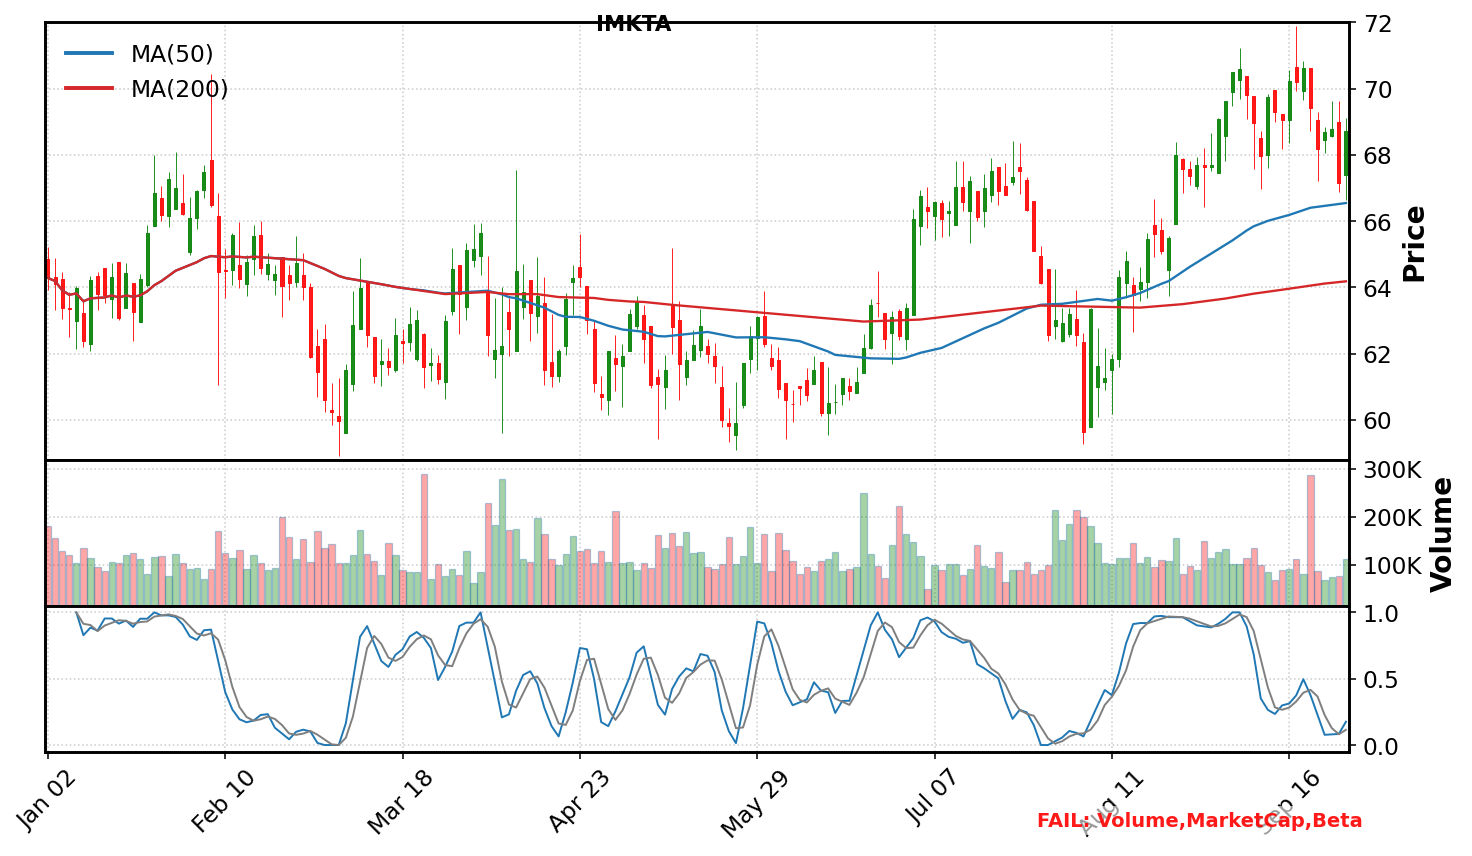 IMKTA
MA(50)
MA(200)
72
70
68
66
64
62
60
Price
300K
200K
100K
Volume
1.0
0.5
0.0
Jan 02
Feb 10
Mar 18
Apr 23
May 29
Jul 07
Aug 11
Sep 16
FAIL: Volume,MarketCap,Beta